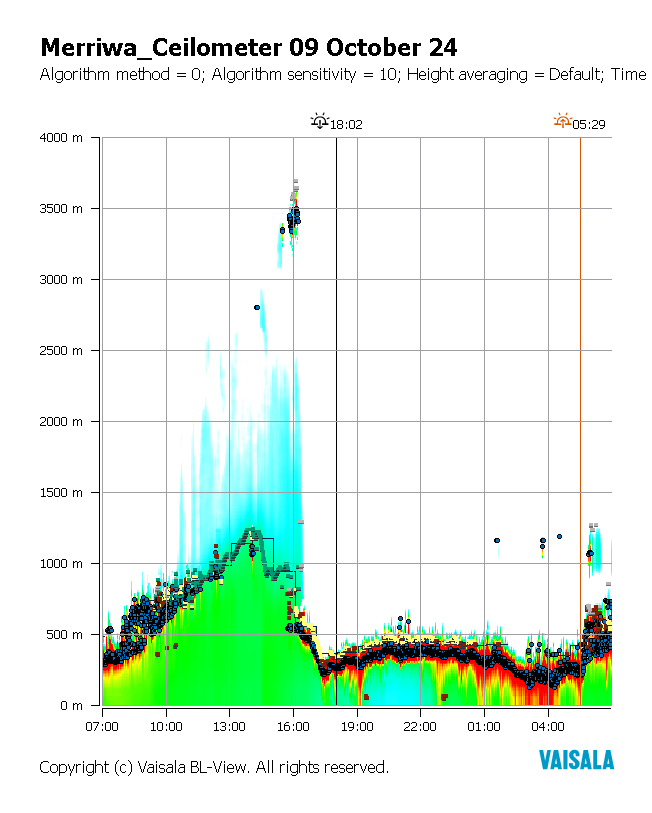 Merriwa_Ceilometer 09 October 24
Algorithm method = 0; Algorithm sensitivity = 10; Height averaging = Default; Time
18:02 05:29
4000 m
3500 m
3000 m
2500 m
2000 m
1500 m
1000 m
500 m
0 m
07:00 10:00 13:00 16:00 19:00 22:00 01:00 04:00
VAISALA
Copyright (c) Vaisala BL-View. All rights reserved.